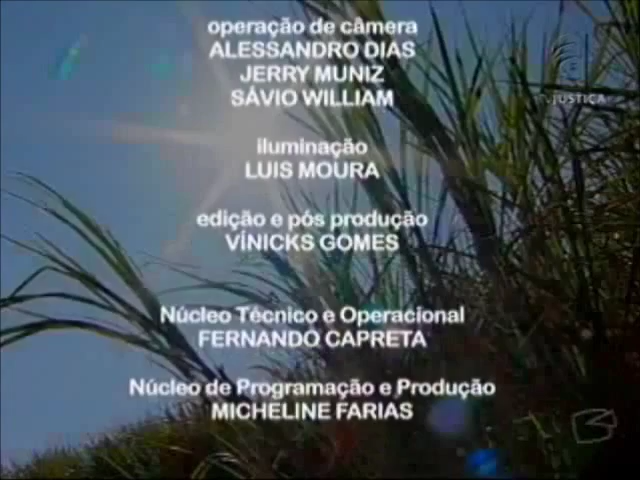 operação de câmera
ALESSANDRO DIAS
JERRY MUNIZ
SÁVIO WILLIAM
TV JUSTIÇA
iluminação
LUIS MOURA
edição e pós produção
VÍNICKS GOMES
Núcleo Técnico e Operacional
FERNANDO CAPRETA
Núcleo de Programação e Produção
MICHELINE FARIAS